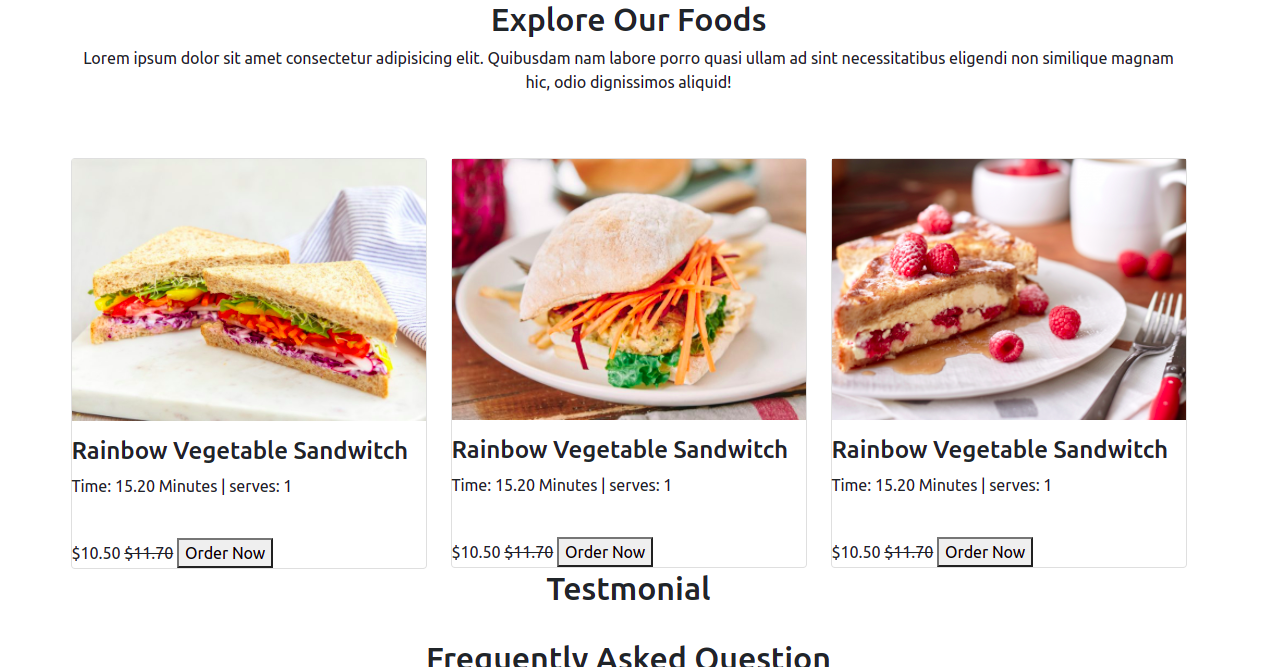 Explore Our Foods
Lorem ipsum dolor sit amet consectetur adipisicing elit. Quibusdam nam labore porro quasi ullam ad sint necessitatibus eligendi non similique magnam
hic, odio dignissimos aliquid!
Rainbow Vegetable Sandwitch
Time: 15.20 Minutes | serves: 1
$10.50 $11.70 Order Now
Rainbow Vegetable Sandwitch
Time: 15.20 Minutes | serves: 1
$10.50 $11.70 Order Now
Rainbow Vegetable Sandwitch
Time: 15.20 Minutes | serves: 1
$10.50 $11.70 Order Now
Testmonial
Frequently Asked Question